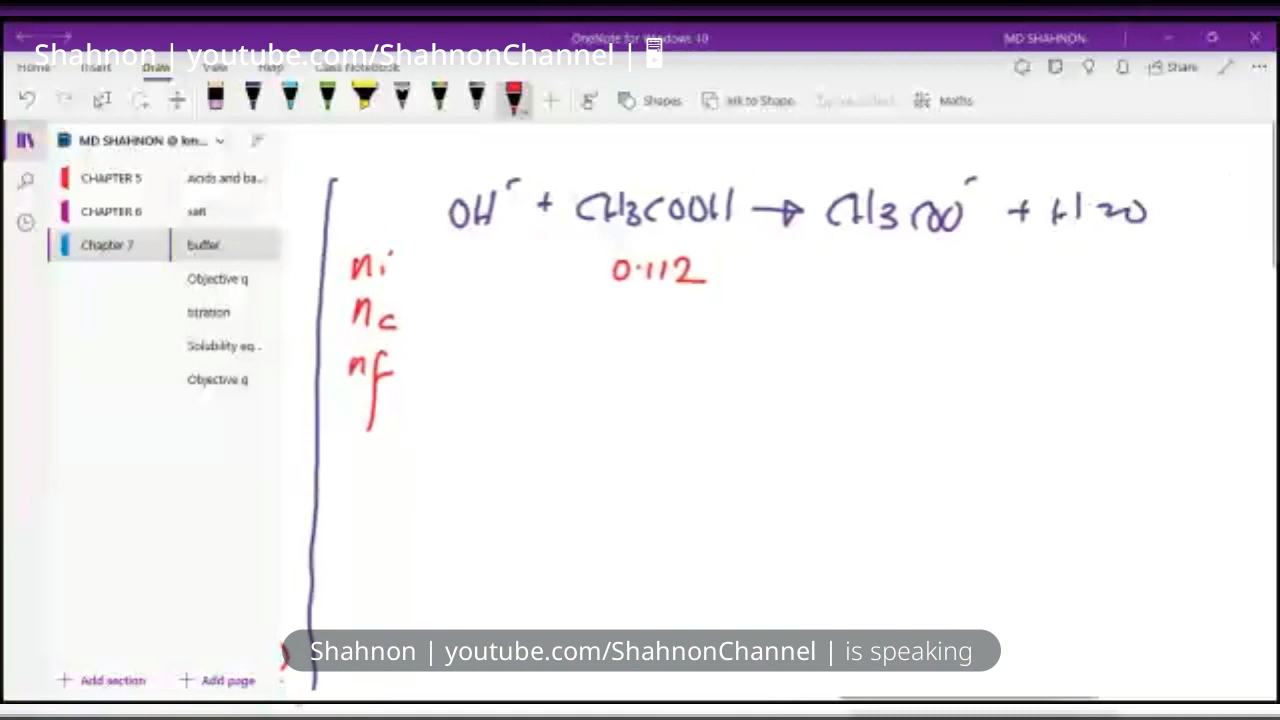 OneNote for Windows 10
MD SHAHNON
Shahnon | youtube.com/ShahnonChannel |
Home Insert Draw View Help Class Notebook
Share
Shapes Ink to Shape Maths
MD SHAHNON @ km...
CHAPTER 5 Acids and ba...
CHAPTER 6 salt
Chapter 7 buffer
Objective q
titration
Solubility eq...
Objective q
OH⁻ + CH3COOH → CH3COO⁻ + H2O
ni 0.112
nc
nf
Shahnon | youtube.com/ShahnonChannel | is speaking
+ Add section + Add page